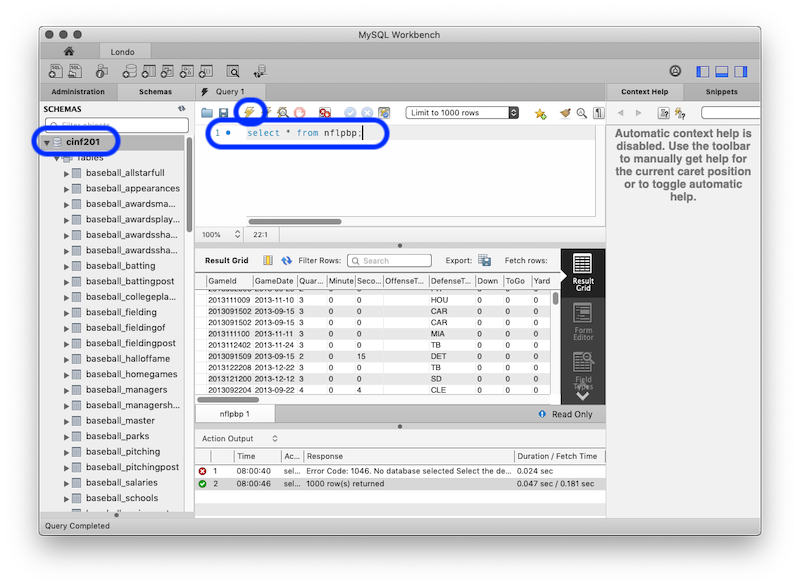 MySQL Workbench
Londo
Administration Schemas Query 1 Context Help Snippets
SCHEMAS
Filter objects
Limit to 1000 rows
cinf201
Tables
baseball_allstarfull
baseball_appearances
baseball_awardsma...
baseball_awardsplay...
baseball_awardssha...
baseball_awardssha...
baseball_batting
baseball_battingpost
baseball_collegepla...
baseball_fielding
baseball_fieldingof
baseball_fieldingpost
baseball_halloffame
baseball_homegames
baseball_managers
baseball_managersh...
baseball_master
baseball_parks
baseball_pitching
baseball_pitchingpost
baseball_salaries
baseball_schools
1 select * from nflpbp;
100% 22:1
Automatic context help is
disabled. Use the toolbar
to manually get help for
the current caret position
or to toggle automatic
help.
Result Grid Filter Rows: Search Export: Fetch rows:
GameId GameDate Quar... Minute Seco... OffenseT... DefenseT... Down ToGo Yard
2013111009 2013-11-10 3 0 0 HOU 0 0 0
2013091502 2013-09-15 3 0 0 CAR 0 0 0
2013091502 2013-09-15 3 0 0 CAR 0 0 0
2013111100 2013-11-11 3 0 0 MIA 0 0 0
2013112402 2013-11-24 3 0 0 TB 0 0 0
2013091509 2013-09-15 2 0 15 DET 0 0 0
2013122208 2013-12-22 3 0 0 TB 0 0 0
2013121200 2013-12-12 3 0 0 SD 0 0 0
2013092204 2013-09-22 4 0 4 CLE 0 0 0
Result
Grid
Form
Editor
Field
Types
nflpbp 1 Read Only
Action Output
Time Ac... Response Duration / Fetch Time
1 08:00:40 sel... Error Code: 1046. No database selected Select the de... 0.024 sec
2 08:00:46 sel... 1000 row(s) returned 0.047 sec / 0.181 sec
Query Completed